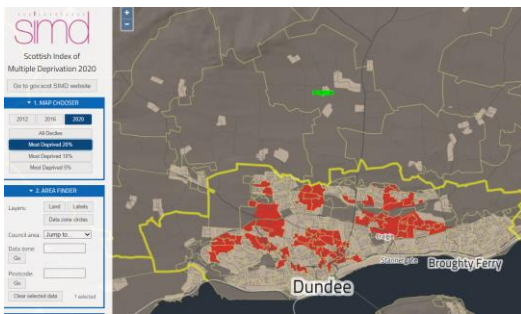 simd
Scottish Index of
Multiple Deprivation 2020
Go to gov.scot SIMD website
1. MAP CHOOSER
2012 2016 2020
All Deciles
Most Deprived 20%
Most Deprived 10%
Most Deprived 5%
2. AREA FINDER
Layers: Land Labels
Data zone circles
Council area: Jump to...
Data zone:
Go
Postcode:
Go
Clear selected data 1 selected
+
-
Craigie
Stannergate
Broughty Ferry
Dundee